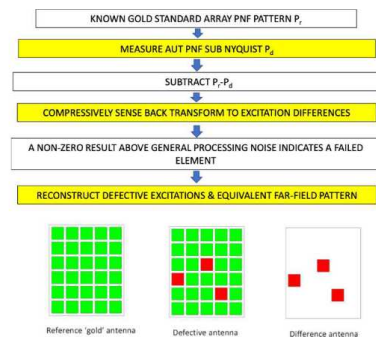 KNOWN GOLD STANDARD ARRAY PNF PATTERN Pr
MEASURE AUT PNF SUB NYQUIST Pd
SUBTRACT Pr-Pd
COMPRESSIVELY SENSE BACK TRANSFORM TO EXCITATION DIFFERENCES
A NON-ZERO RESULT ABOVE GENERAL PROCESSING NOISE INDICATES A FAILED
ELEMENT
RECONSTRUCT DEFECTIVE EXCITATIONS & EQUIVALENT FAR-FIELD PATTERN
Reference 'gold' antenna
Defective antenna
Difference antenna